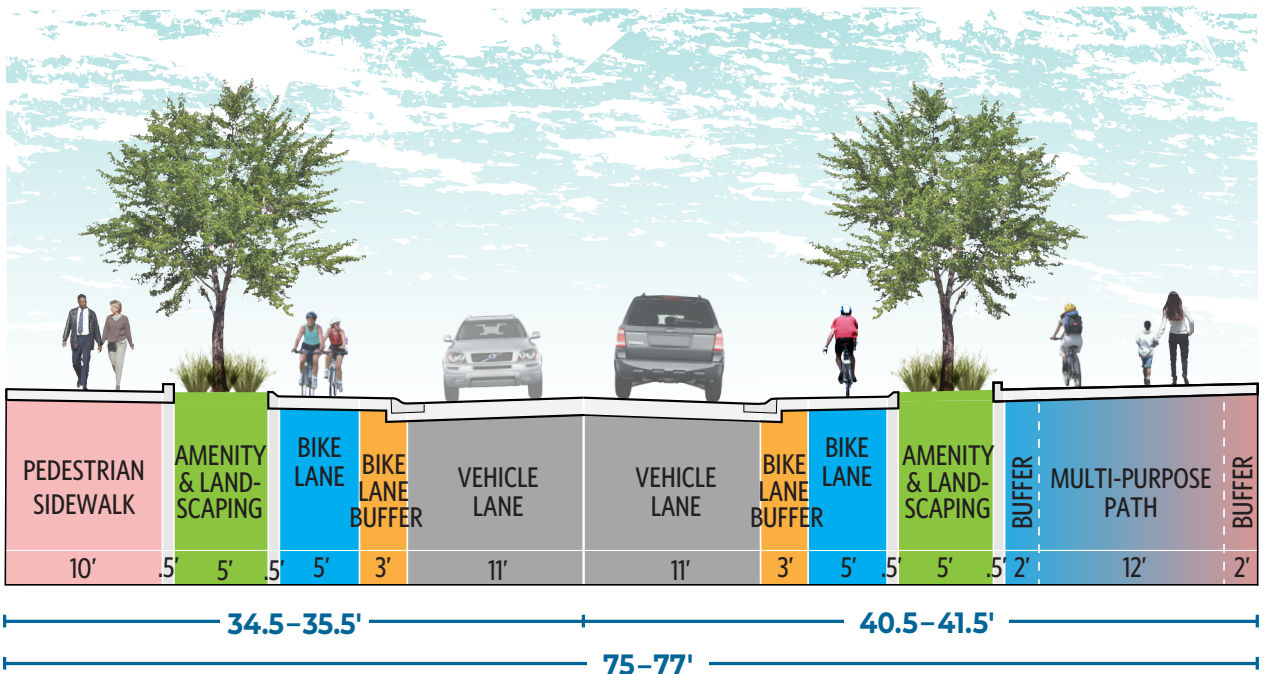 PEDESTRIAN
SIDEWALK
AMENITY
& LAND-
SCAPING
BIKE
LANE
BIKE
LANE
BUFFER
VEHICLE
LANE
VEHICLE
LANE
BIKE
LANE
BUFFER
BIKE
LANE
AMENITY
& LAND-
SCAPING
BUFFER
MULTI-PURPOSE
PATH
BUFFER
10' .5' 5' .5' 5' 3' 11' 11' 3' 5' .5' 5' .5' 2' 12' 2'
34.5–35.5' 40.5–41.5'
75–77'